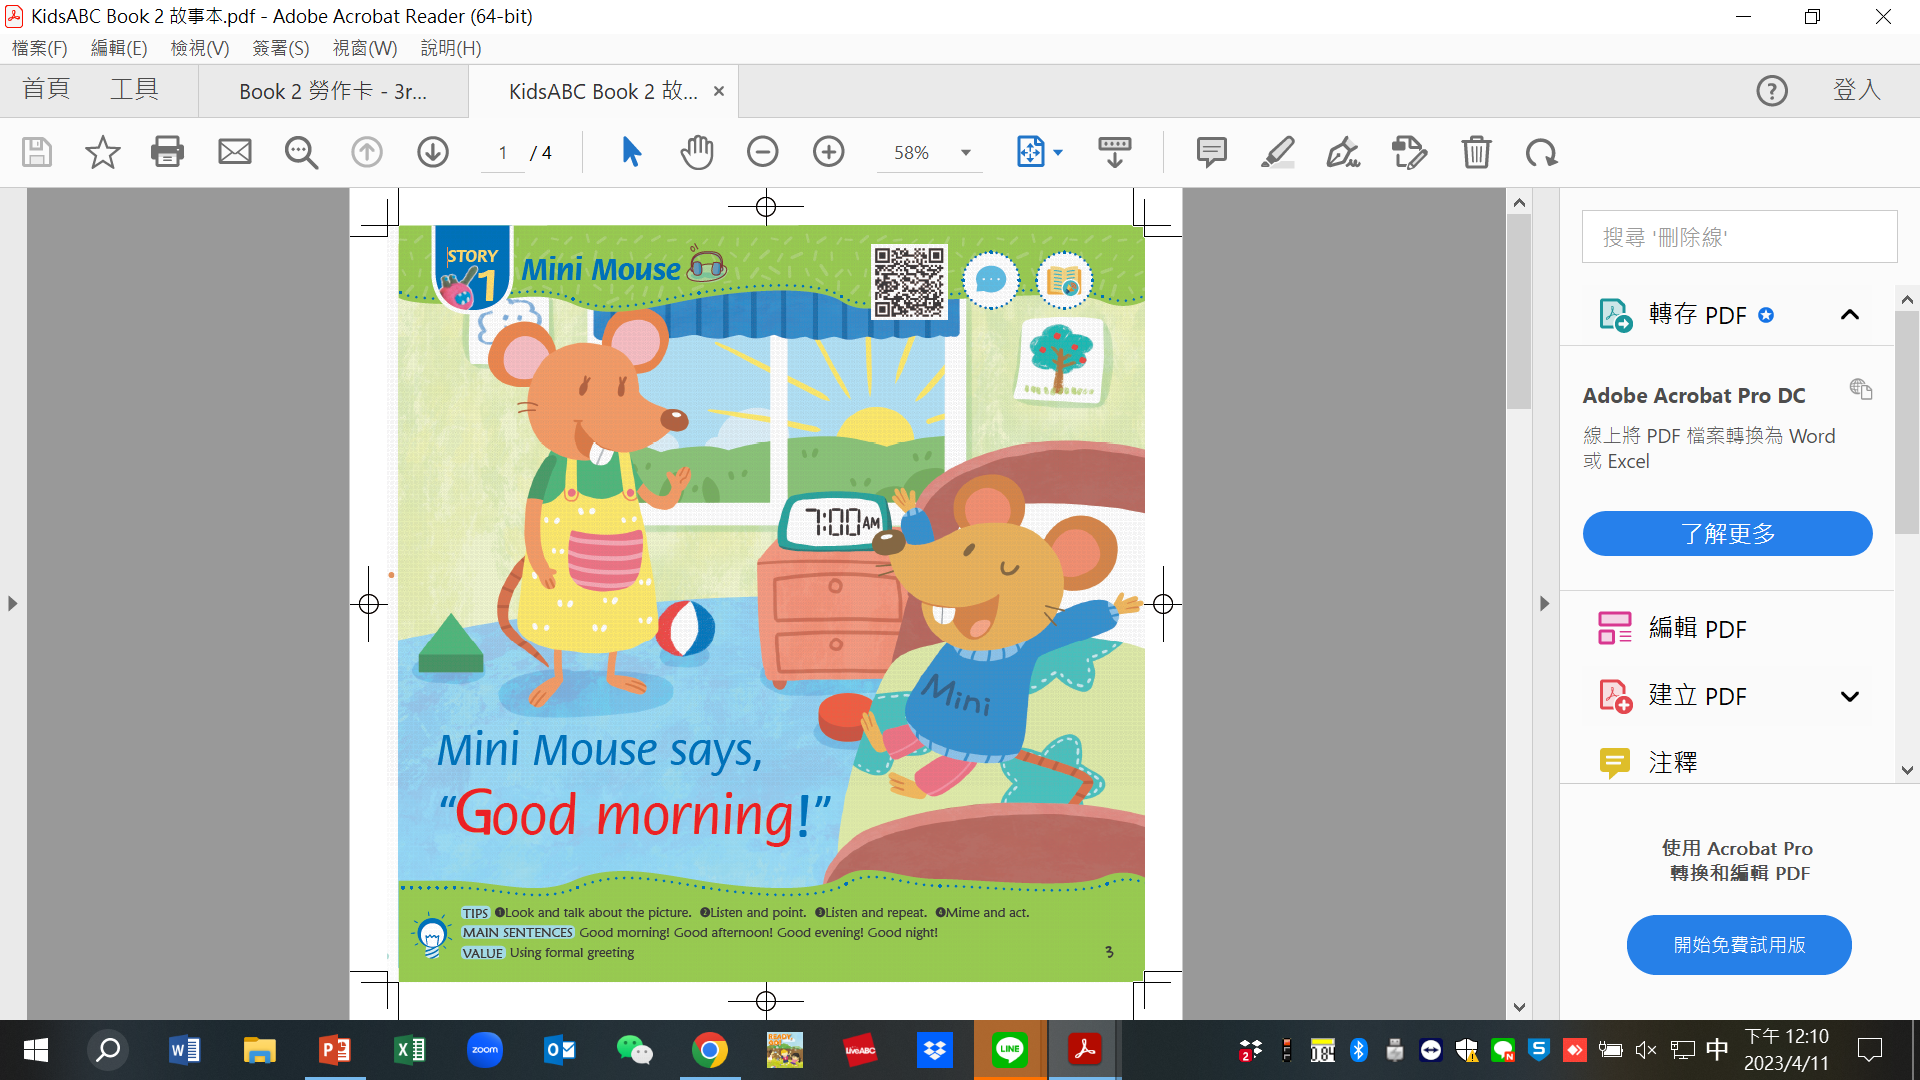 KidsABC Book 2 故事本.pdf - Adobe Acrobat Reader (64-bit)
檔案(F) 編輯(E) 檢視(V) 簽署(S) 視窗(W) 說明(H)
首頁 工具 Book 2 勞作卡 - 3r... KidsABC Book 2 故... × 登入
1 / 4 58%
STORY
1
Mini Mouse
01
7:00 AM
Mini
Mini Mouse says,
“Good morning!”
TIPS ❶Look and talk about the picture. ❷Listen and point. ❸Listen and repeat. ❹Mime and act.
MAIN SENTENCES Good morning! Good afternoon! Good evening! Good night!
VALUE Using formal greeting
3
搜尋 '刪除線'
轉存 PDF
Adobe Acrobat Pro DC
線上將 PDF 檔案轉換為 Word
或 Excel
了解更多
編輯 PDF
建立 PDF
注釋
使用 Acrobat Pro
轉換和編輯 PDF
開始免費試用版
zoom
LiveABC
LINE
2
084
中
下午 12:10
2023/4/11